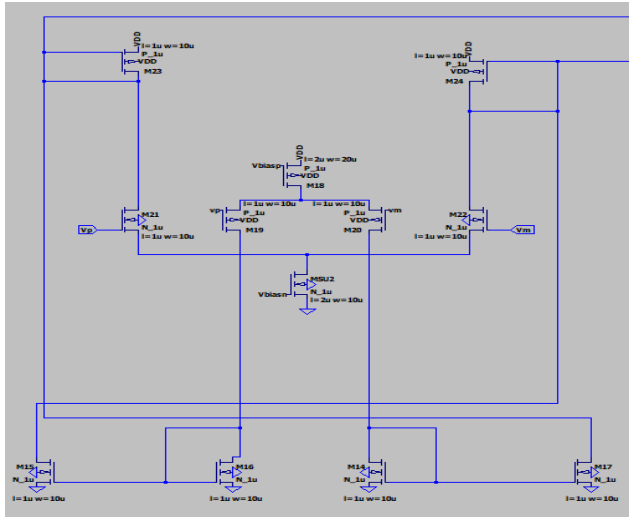 VDD
l=1u w=10u
P_1u
VDD
M23
VDD
l=1u w=10u
P_1u
VDD
M24
VDD
l=2u w=20u
Vbiasp
P_1u
VDD
M18
l=1u w=10u
vp
P_1u
VDD
M19
l=1u w=10u
P_1u
vm
VDD
M20
M21
Vp
N_1u
l=1u w=10u
M22
Vm
N_1u
l=1u w=10u
MSU2
Vbiasn
N_1u
l=2u w=10u
M15
N_1u
l=1u w=10u
M16
N_1u
l=1u w=10u
M14
N_1u
l=1u w=10u
M17
N_1u
l=1u w=10u